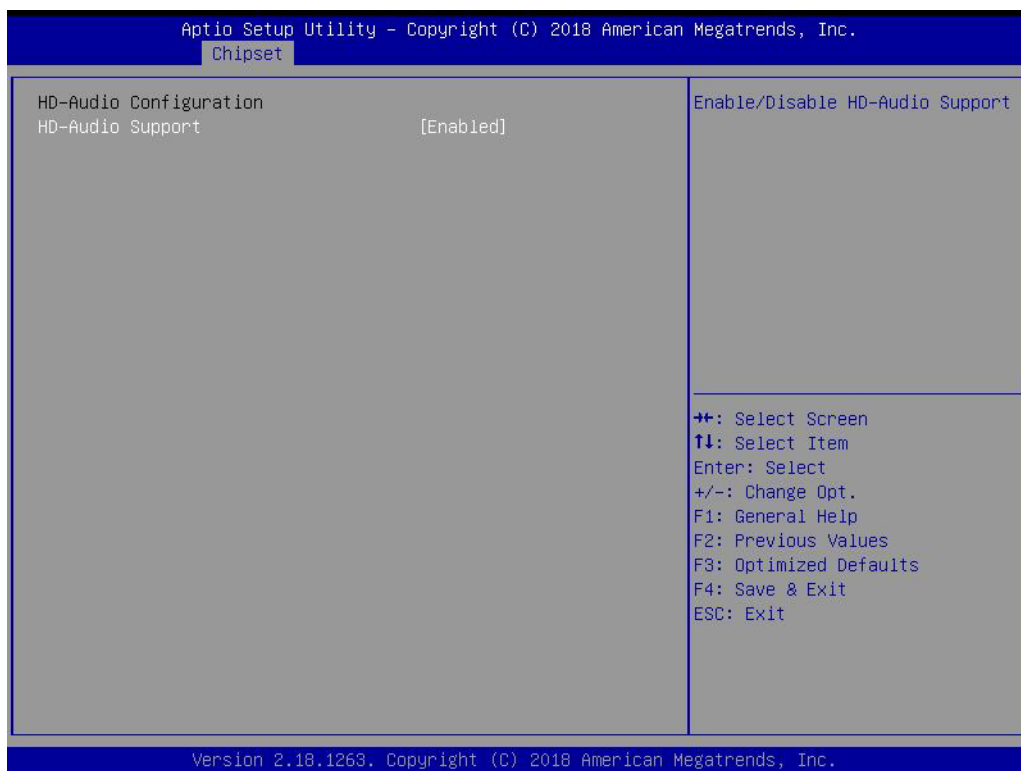 Aptio Setup Utility – Copyright (C) 2018 American Megatrends, Inc.
Chipset
HD-Audio Configuration
HD-Audio Support [Enabled]
Enable/Disable HD-Audio Support
→←: Select Screen
↑↓: Select Item
Enter: Select
+/-: Change Opt.
F1: General Help
F2: Previous Values
F3: Optimized Defaults
F4: Save & Exit
ESC: Exit
Version 2.18.1263. Copyright (C) 2018 American Megatrends, Inc.